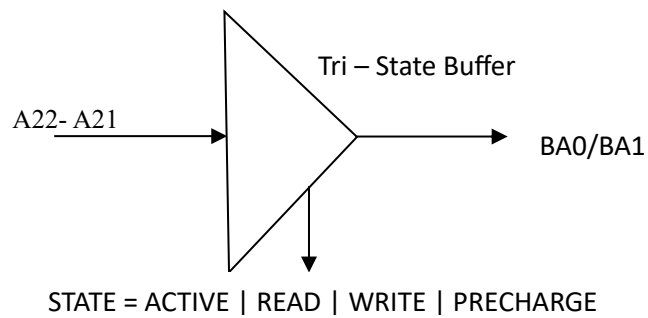 Tri – State Buffer
A22- A21
BA0/BA1
STATE = ACTIVE | READ | WRITE | PRECHARGE